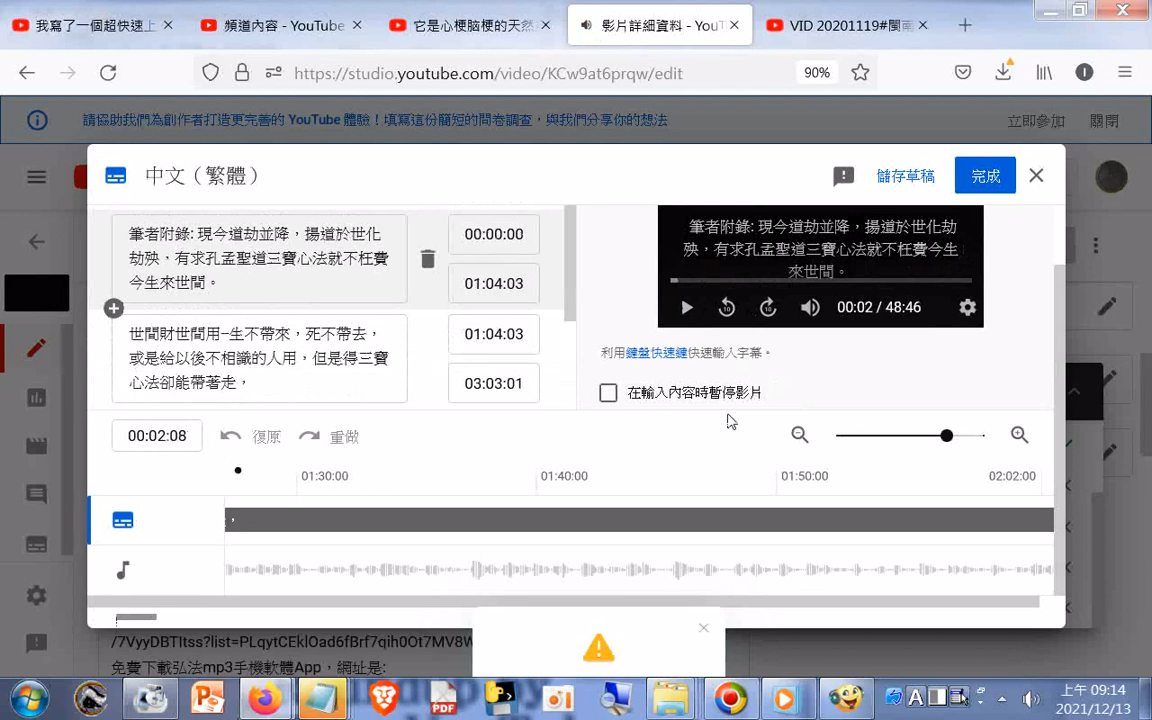 我寫了一個超快速上
頻道內容 - YouTube
它是心梗脑梗的天然
影片詳細資料 - YouT
VID 20201119#閩南
https://studio.youtube.com/video/KCw9at6prqw/edit
90%
請協助我們為創作者打造更完善的 YouTube 體驗！填寫這份簡短的問卷調查，與我們分享你的想法
立即參加
關閉
中文（繁體）
儲存草稿
完成
筆者附錄: 現今道劫並降，揚道於世化
劫殃，有求孔孟聖道三寶心法就不枉費
今生來世間。
00:00:00
01:04:03
世間財世間用--生不帶來，死不帶去，
或是給以後不相識的人用，但是得三寶
心法卻能帶著走，
01:04:03
03:03:01
筆者附錄: 現今道劫並降，揚道於世化劫
殃，有求孔孟聖道三寶心法就不枉費今生
來世間。
00:02 / 48:46
利用鍵盤快速鍵快速輸入字幕。
在輸入內容時暫停影片
00:02:08
復原
重做
01:30:00
01:40:00
01:50:00
02:02:00
，
/7VyyDBTItss?list=PLqytCEklOad6fBrf7qih0Ot7MV8W
免費下載弘法mp3手機軟體App，網址是:
上午 09:14
2021/12/13